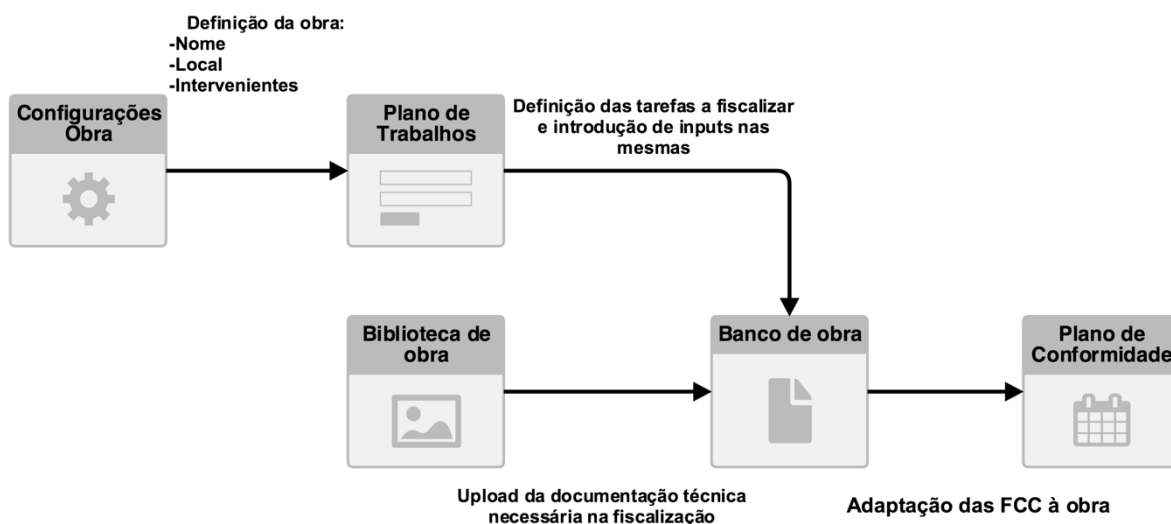 Definição da obra:
-Nome
-Local
-Intervenientes
Configurações
Obra
Plano de
Trabalhos
Definição das tarefas a fiscalizar
e introdução de inputs nas
mesmas
Biblioteca de
obra
Banco de obra
Plano de
Conformidade
Upload da documentação técnica
necessária na fiscalização
Adaptação das FCC à obra